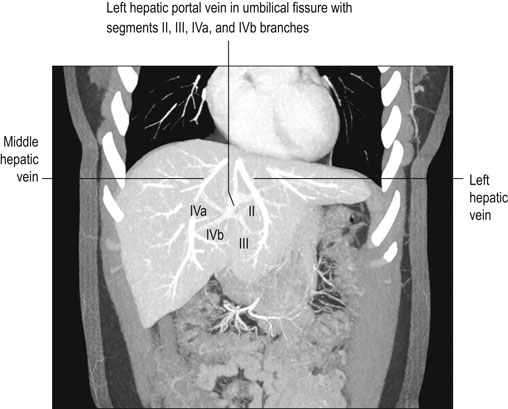 Left hepatic portal vein in umbilical fissure with
segments II, III, IVa, and IVb branches
Middle
hepatic
vein
Left
hepatic
vein
IVa
II
IVb
III